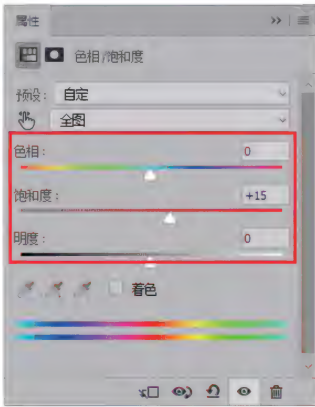 属性
色相/饱和度
预设： 自定
全图
色相： 0
饱和度： +15
明度： 0
着色